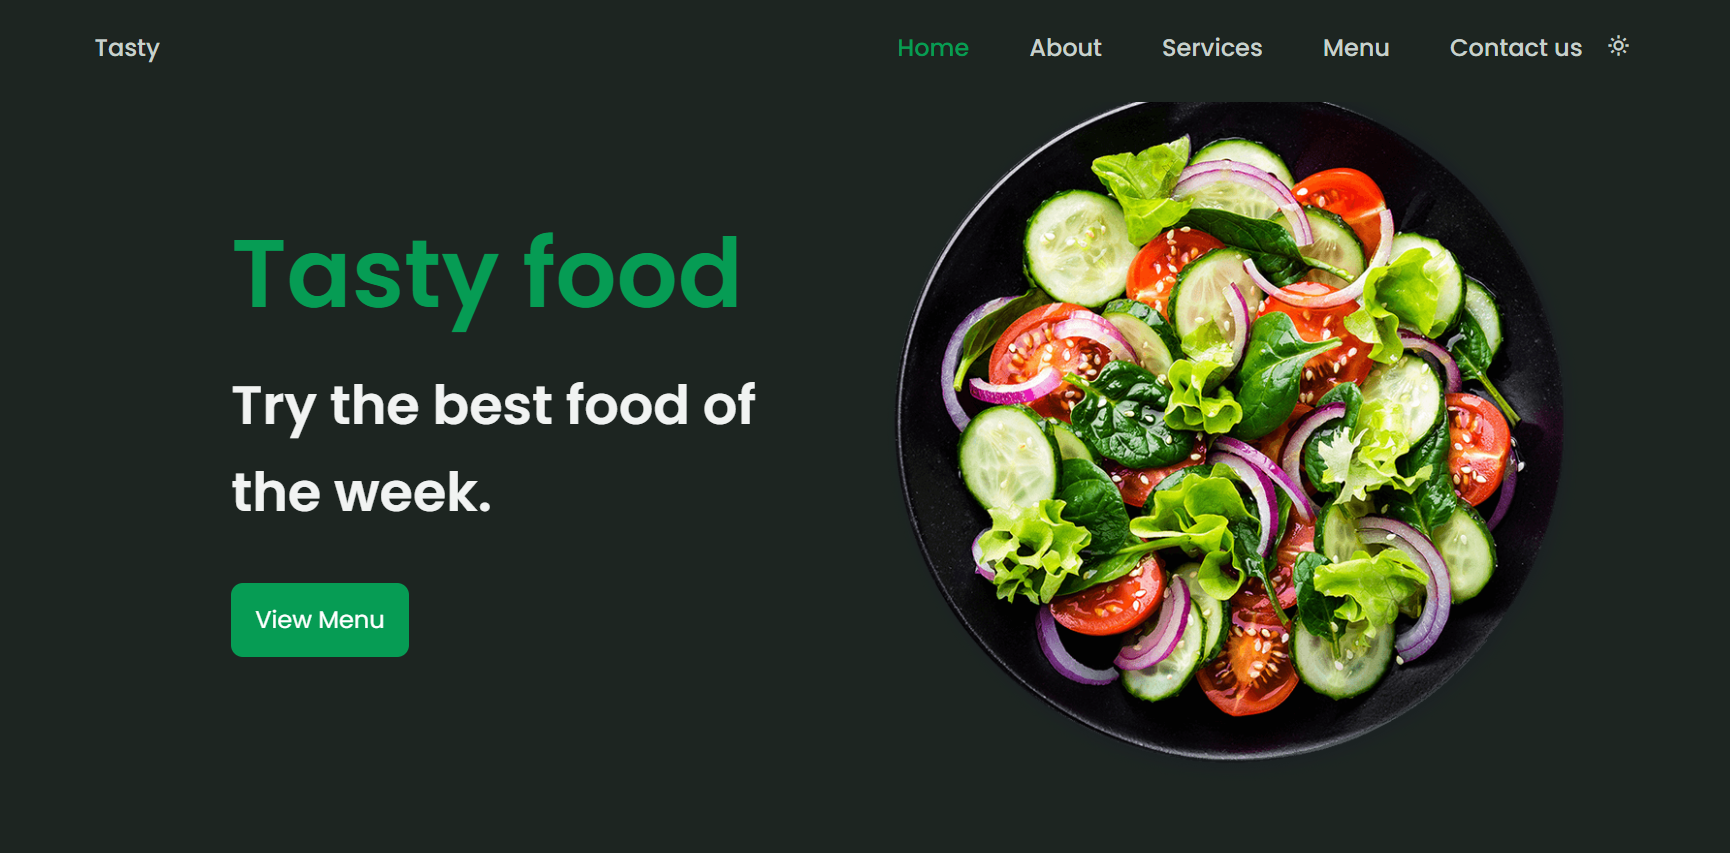 Tasty
Home About Services Menu Contact us
Tasty food
Try the best food of
the week.
View Menu